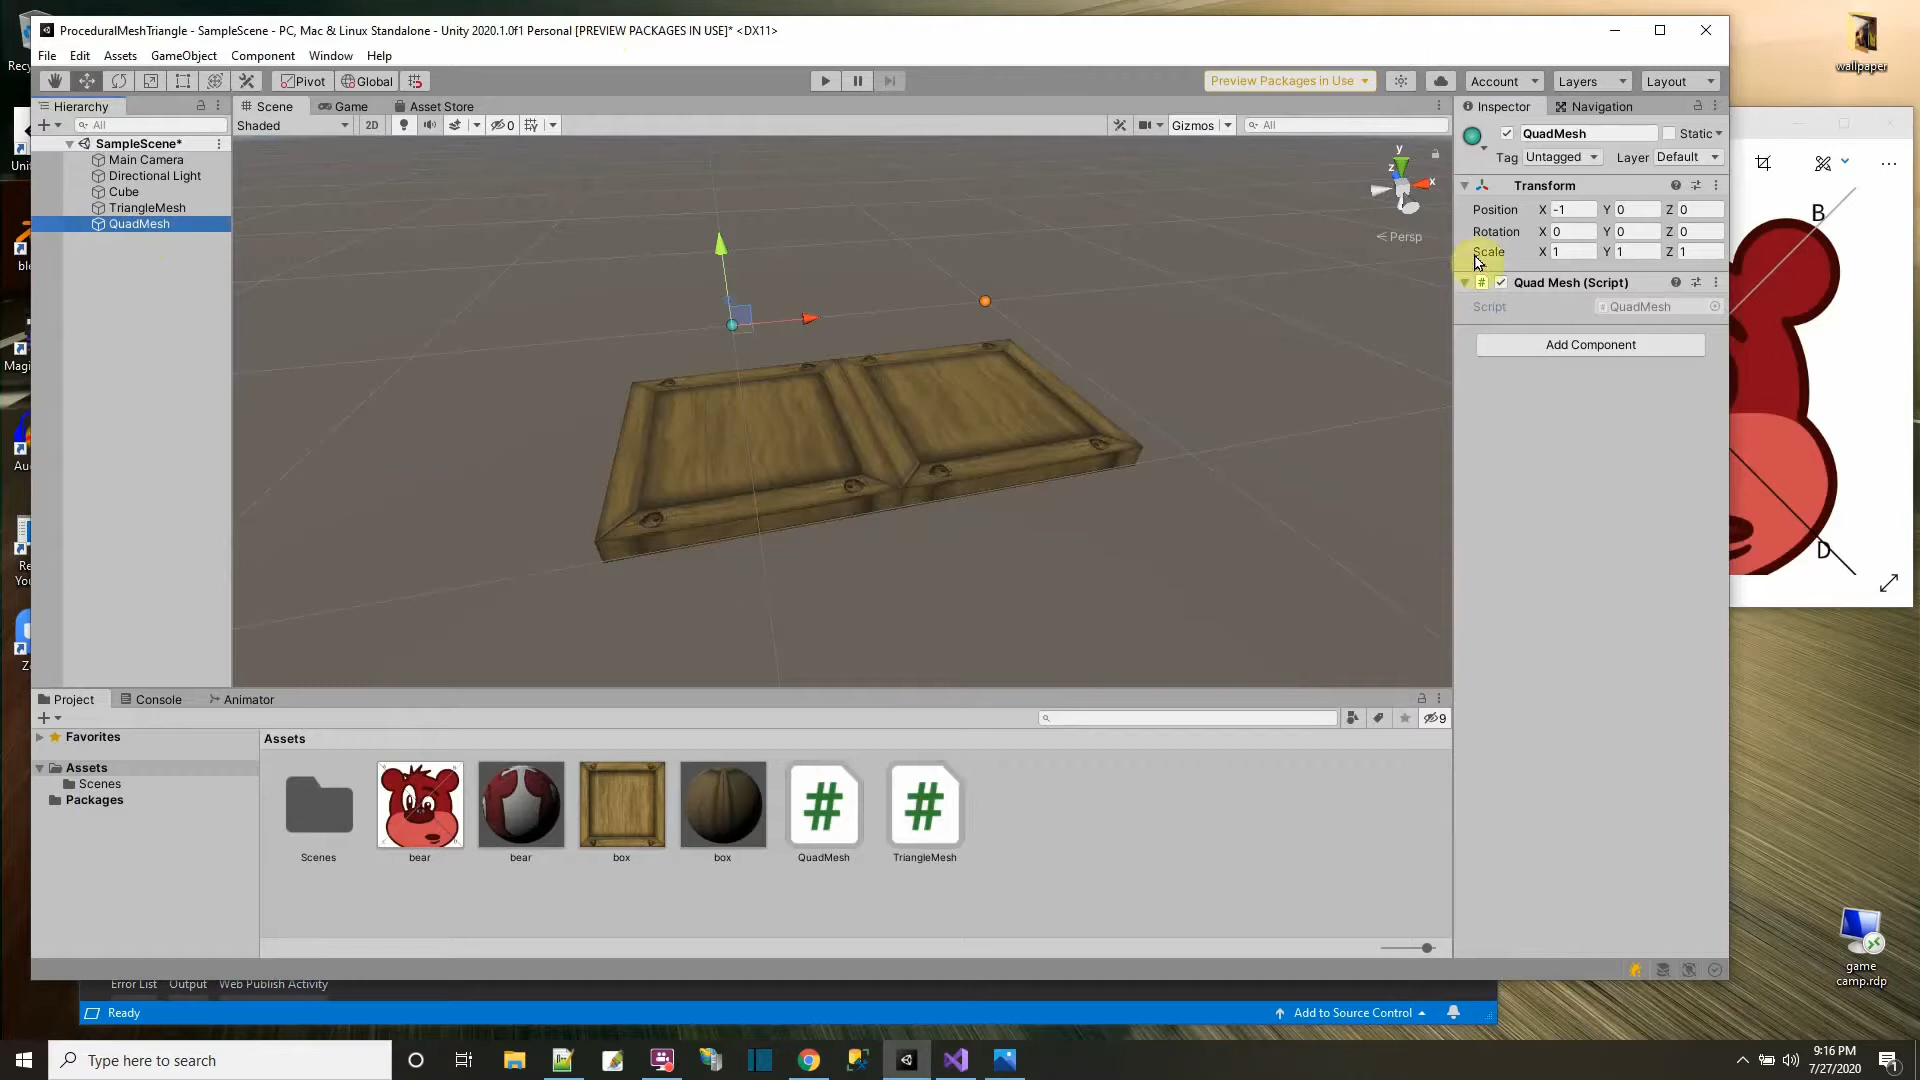 ProceduralMeshTriangle - SampleScene - PC, Mac & Linux Standalone - Unity 2020.1.0f1 Personal [PREVIEW PACKAGES IN USE]* <DX11>
File Edit Assets GameObject Component Window Help
Pivot Global Preview Packages in Use Account Layers Layout
Hierarchy Scene Game Asset Store Inspector Navigation
All Shaded 2D 0 Gizmos All
SampleScene*
Main Camera
Directional Light
Cube
TriangleMesh
QuadMesh
y
z
x
Persp
QuadMesh Static
Tag Untagged Layer Default
Transform
Position X -1 Y 0 Z 0
Rotation X 0 Y 0 Z 0
Scale X 1 Y 1 Z 1
# Quad Mesh (Script)
Script QuadMesh
Add Component
Project Console Animator
9
Favorites
Assets
Scenes
Packages
Assets
# #
Scenes bear bear box box QuadMesh TriangleMesh
B
D
wallpaper
game
camp.rdp
Error List Output Web Publish Activity
Ready Add to Source Control
Type here to search
9:16 PM
7/27/2020
1